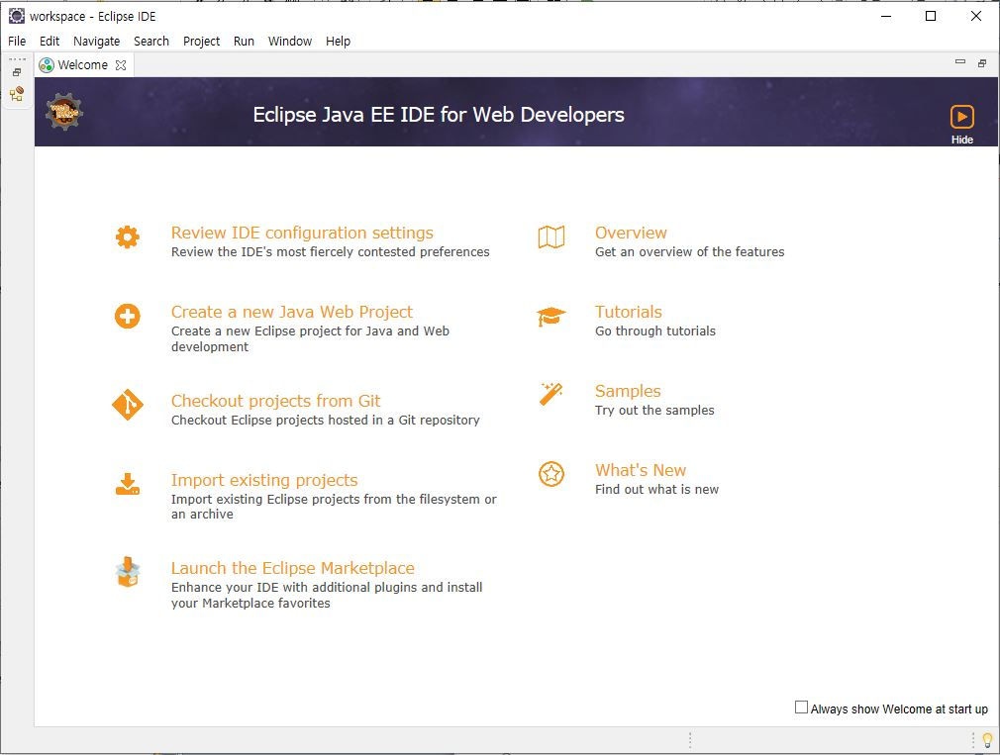 workspace - Eclipse IDE
File Edit Navigate Search Project Run Window Help
Welcome
Eclipse Java EE IDE for Web Developers
Hide
Review IDE configuration settings
Review the IDE's most fiercely contested preferences
Create a new Java Web Project
Create a new Eclipse project for Java and Web
development
Checkout projects from Git
Checkout Eclipse projects hosted in a Git repository
Import existing projects
Import existing Eclipse projects from the filesystem or
an archive
Launch the Eclipse Marketplace
Enhance your IDE with additional plugins and install
your Marketplace favorites
Overview
Get an overview of the features
Tutorials
Go through tutorials
Samples
Try out the samples
What's New
Find out what is new
Always show Welcome at start up